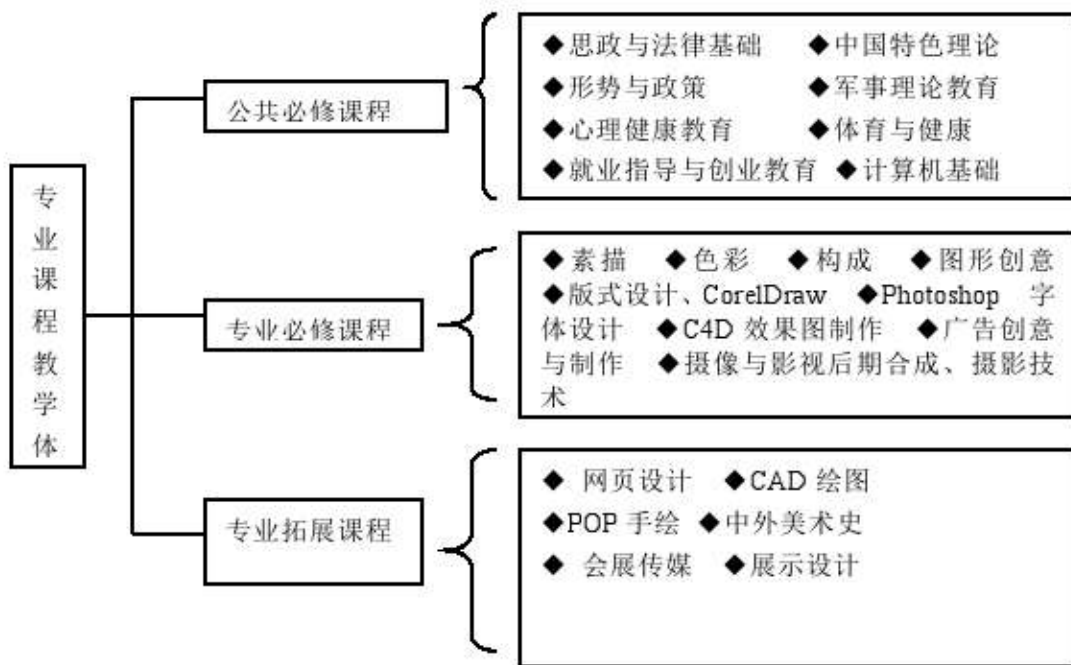 专业课程教学体
公共必修课程
◆思政与法律基础 ◆中国特色理论
◆形势与政策 ◆军事理论教育
◆心理健康教育 ◆体育与健康
◆就业指导与创业教育 ◆计算机基础
专业必修课程
◆素描 ◆色彩 ◆构成 ◆图形创意
◆版式设计、CorelDraw ◆Photoshop 字
体设计 ◆C4D 效果图制作 ◆广告创意
与制作 ◆摄像与影视后期合成、摄影技
术
专业拓展课程
◆ 网页设计 ◆CAD 绘图
◆POP 手绘 ◆中外美术史
◆ 会展传媒 ◆展示设计